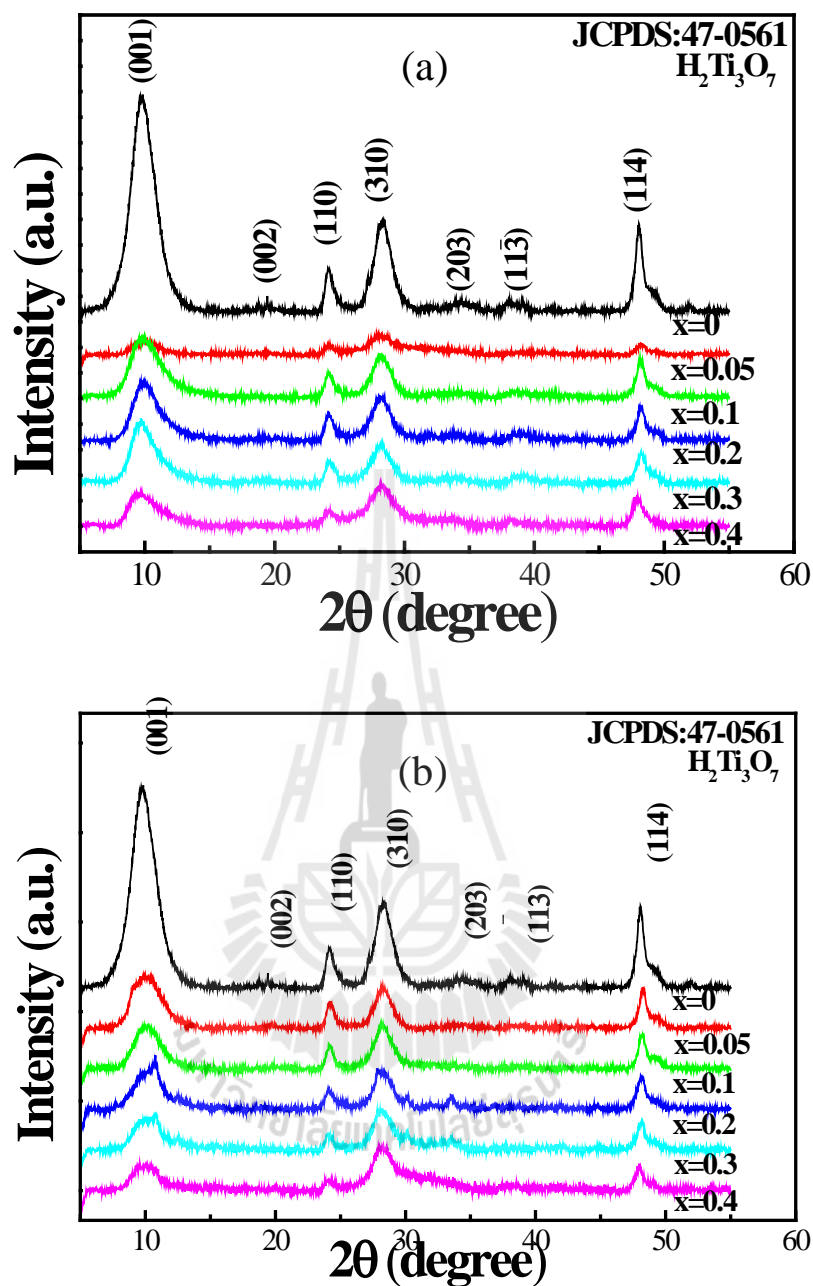 JCPDS:47-0561
H₂Ti₃O₇
(a)
(001)
(002)
(110)
(310)
(203)
(11̄3)
(114)
x=0
x=0.05
x=0.1
x=0.2
x=0.3
x=0.4
Intensity (a.u.)
10 20 30 40 50 60
2θ (degree)
JCPDS:47-0561
H₂Ti₃O₇
(b)
(001)
(002)
(110)
(310)
(203)
(113)
(114)
x=0
x=0.05
x=0.1
x=0.2
x=0.3
x=0.4
Intensity (a.u.)
10 20 30 40 50 60
2θ (degree)